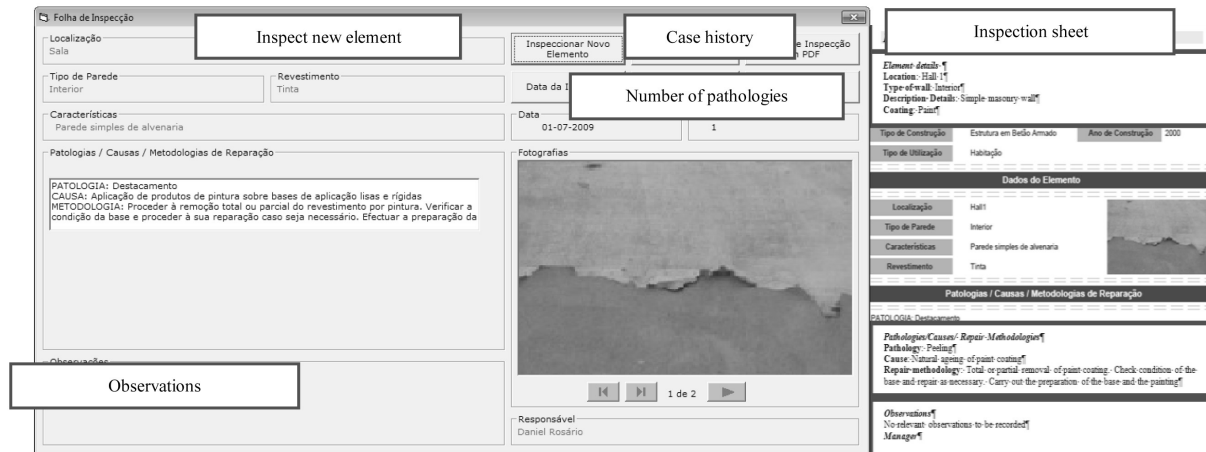 Folha de Inspecção
Localização
Sala
Inspect new element
Inspeccionar Novo
Elemento
Case history
e Inspecção
PDF
Inspection sheet
Tipo de Parede
Interior
Revestimento
Tinta
Data da I
Number of pathologies
Características
Parede simples de alvenaria
Data
01-07-2009
1
Patologias / Causas / Metodologias de Reparação
PATOLOGIA: Destacamento
CAUSA: Aplicação de produtos de pintura sobre bases de aplicação lisas e rígidas
METODOLOGIA: Proceder à remoção total ou parcial do revestimento por pintura. Verificar a
condição da base e proceder à sua reparação caso seja necessário. Efectuar a preparação da
Fotografias
1 de 2
Observações
Observations
Responsável
Daniel Rosário
Element·details·¶
Location:·Hall·1¶
Type·of·wall:·Interior¶
Description·Details:·Simple·masonry·wall¶
Coating:·Paint¶
Tipo de Construção Estrutura em Betão Armado Ano de Construção 2000
Tipo de Utilização Habitação
Dados do Elemento
Localização Hall1
Tipo de Parede Interior
Características Parede simples de alvenaria
Revestimento Tinta
Patologias / Causas / Metodologias de Reparação
PATOLOGIA: Destacamento
Pathologies/Causes/·Repair·Methodologies¶
Pathology:·Peeling¶
Cause:·Natural·ageing·of·paint·coating¶
Repair·methodology:·Total·or·partial·removal·of·paint·coating.·Check·condition·of·the·
base·and·repair·as·necessary.·Carry·out·the·preparation·of·the·base·and·the·painting¶
Observations¶
No·relevant·observations·to·be·recorded¶
Manager¶